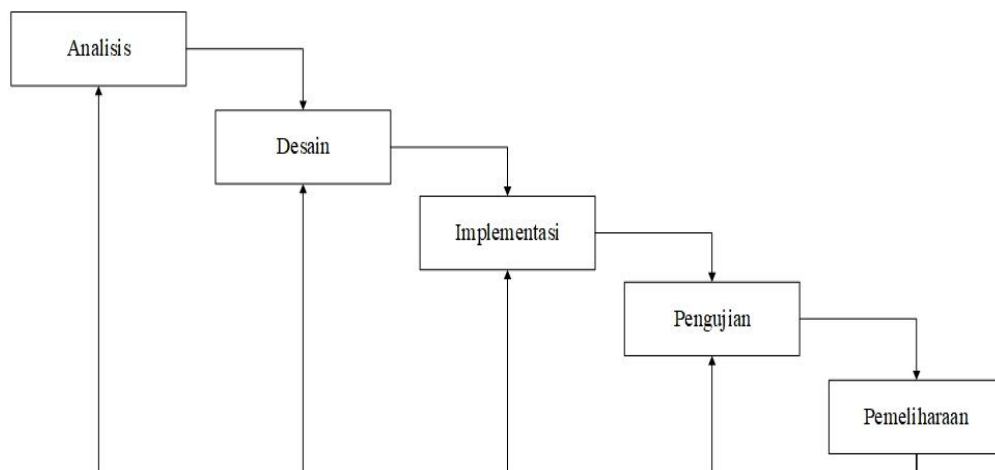 Analisis
Desain
Implementasi
Pengujian
Pemeliharaan